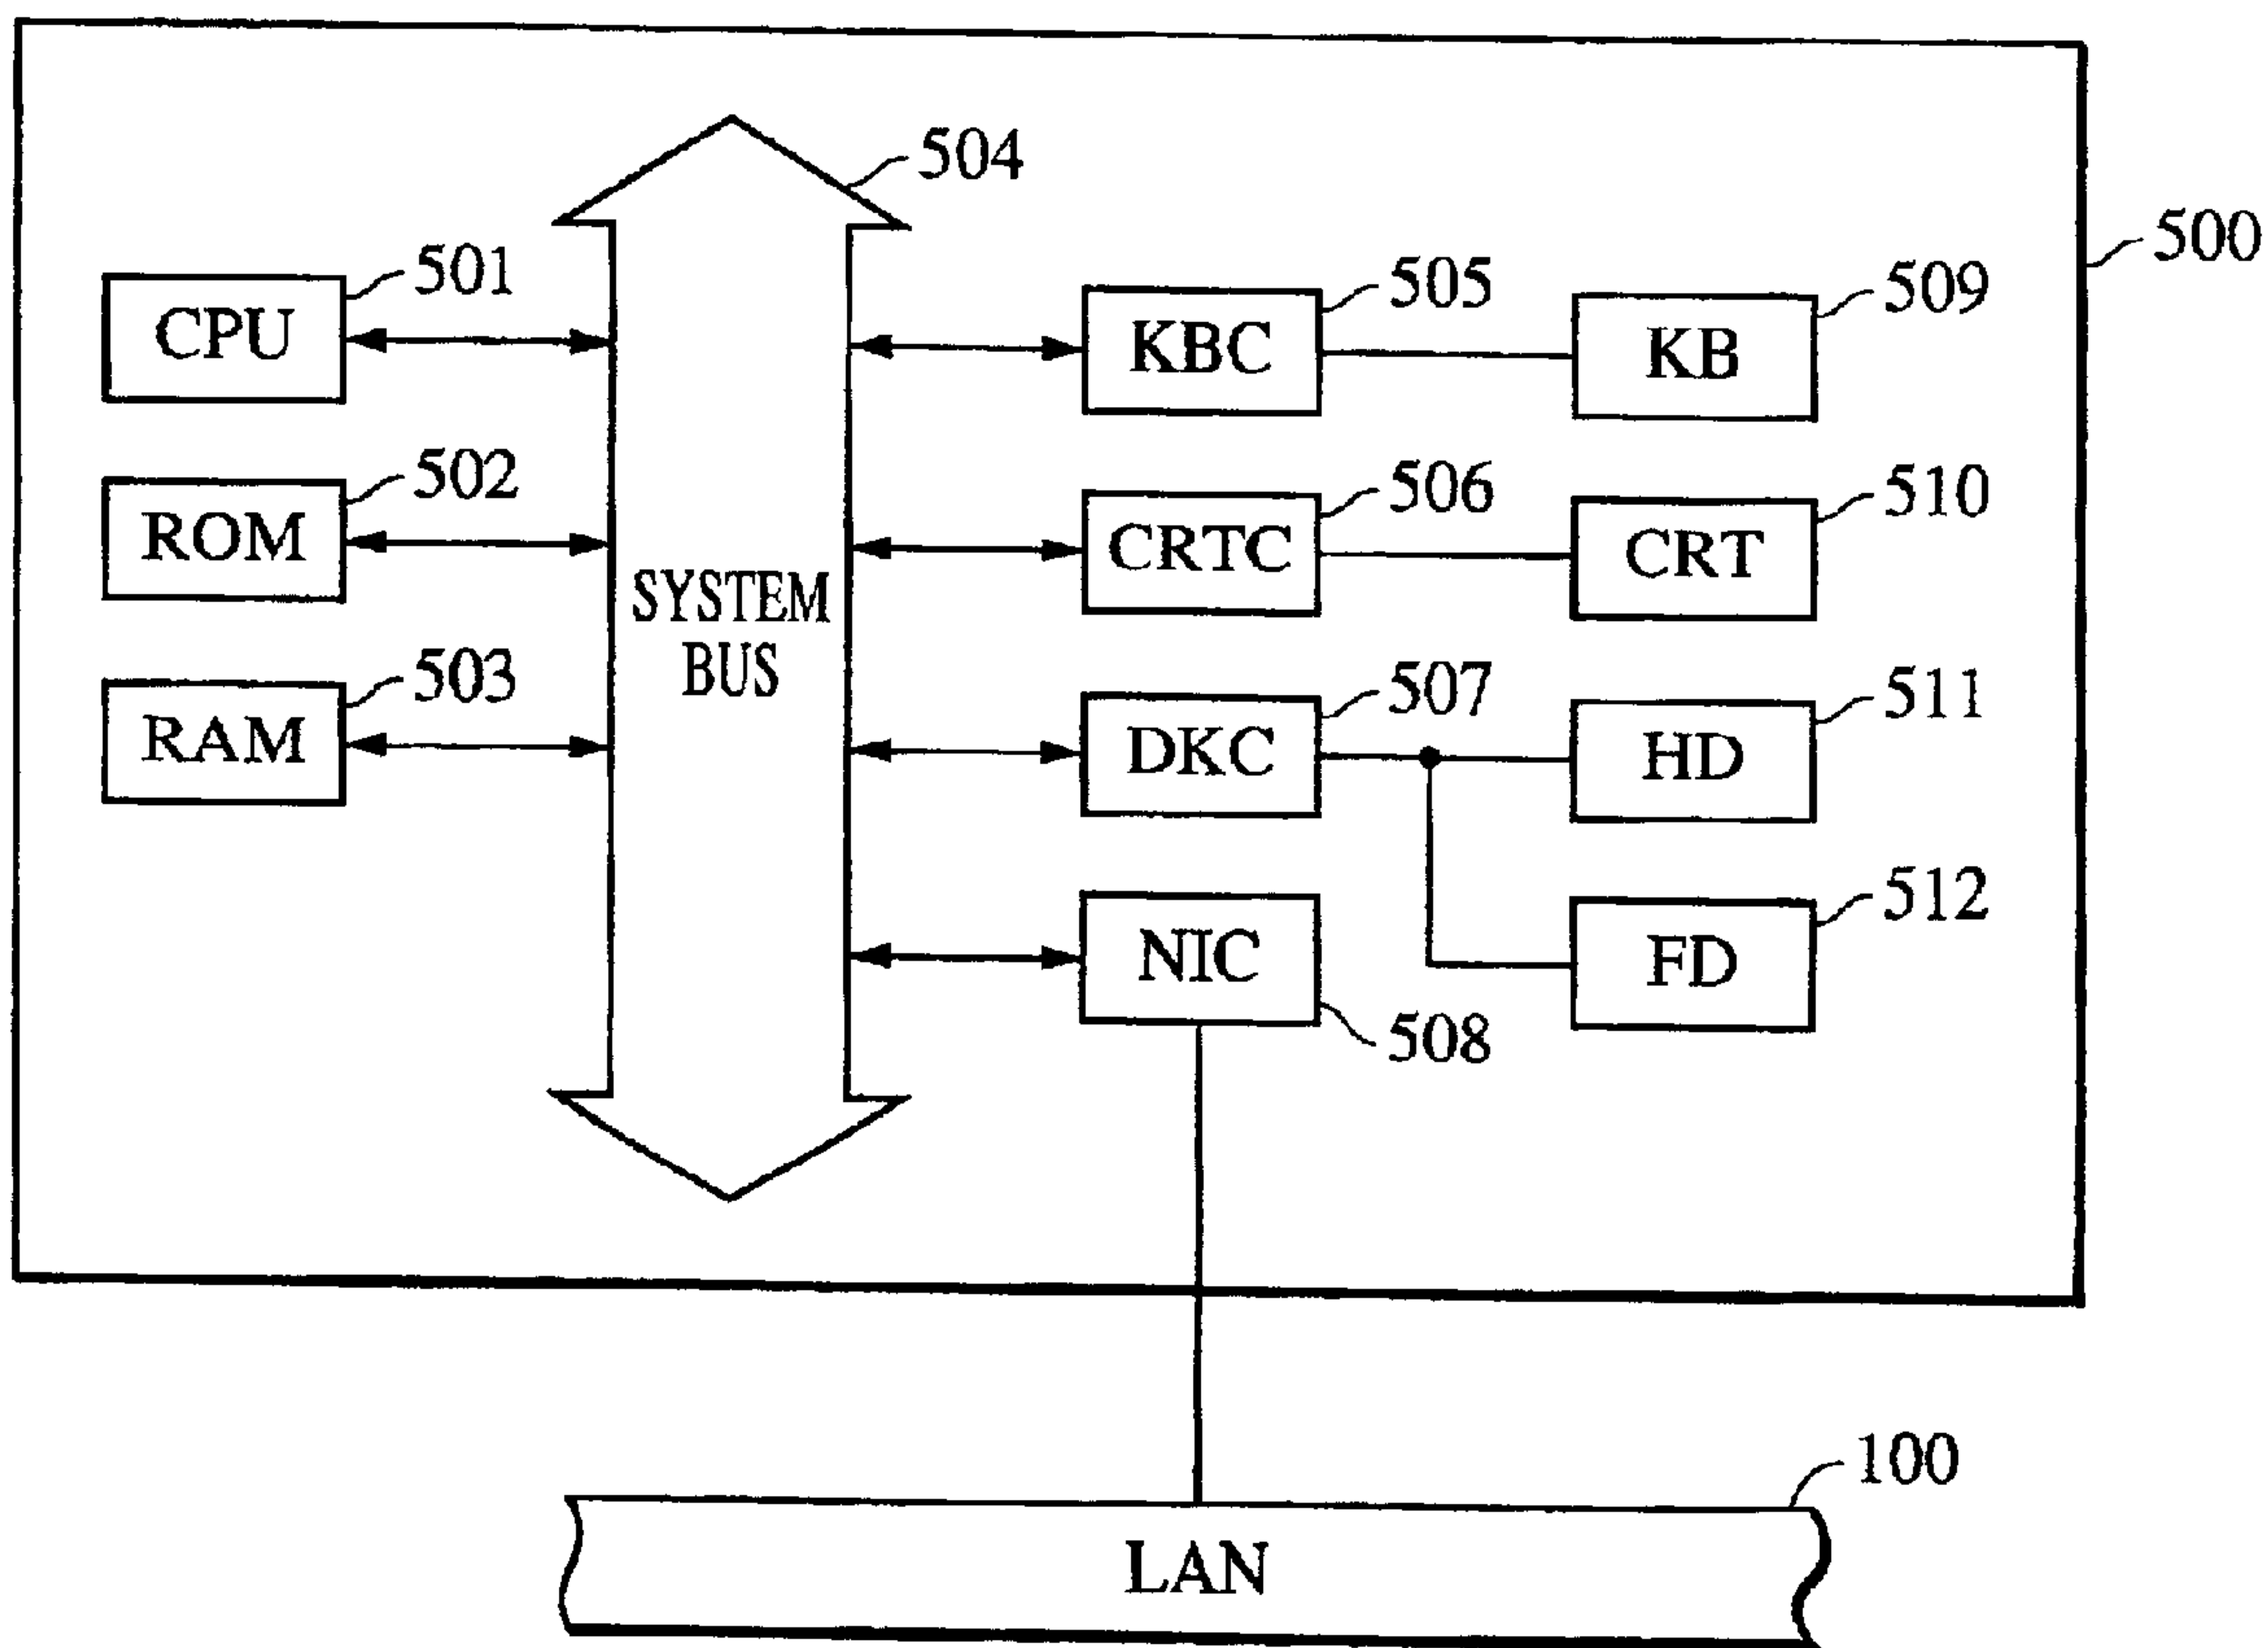 504
500
501
CPU
505
KBC
509
KB
502
ROM
506
CRTC
510
CRT
SYSTEM
BUS
503
RAM
507
DKC
511
HD
NIC
508
512
FD
100
LAN